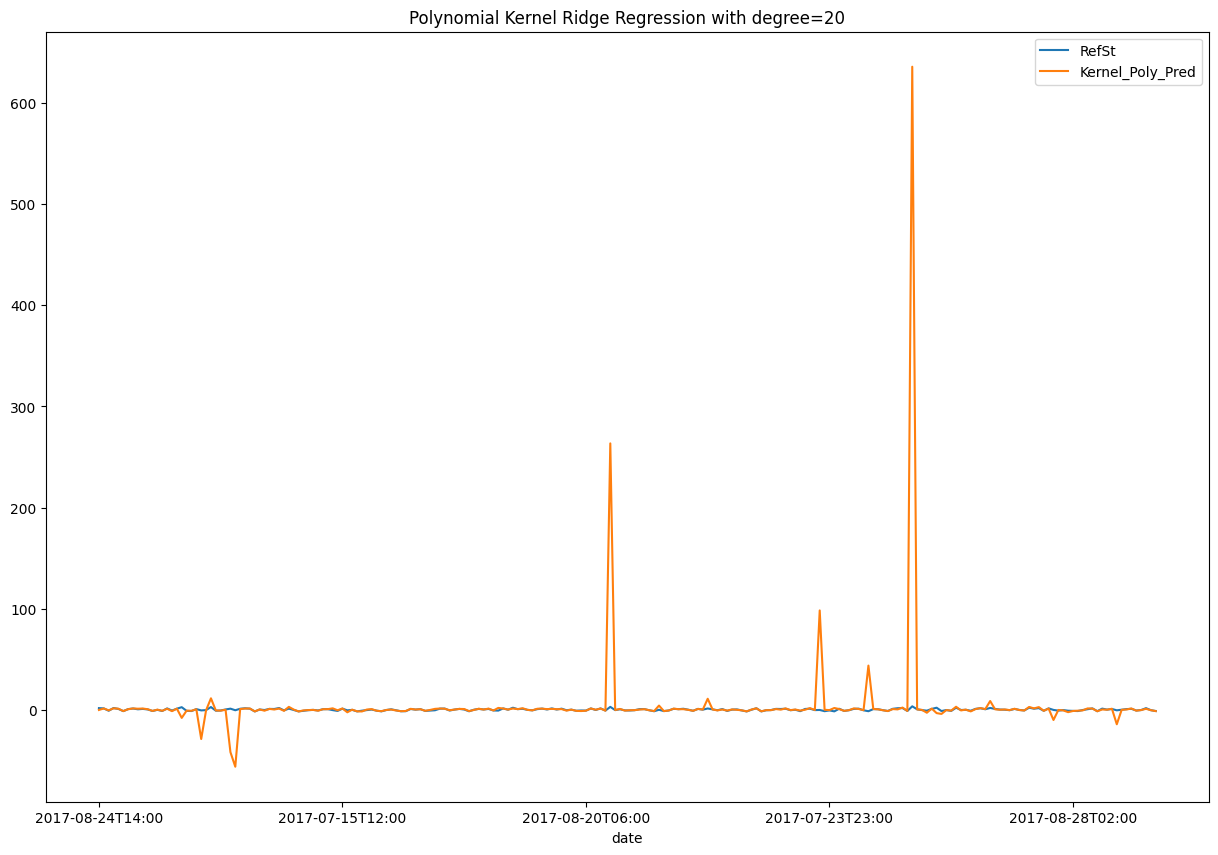 Polynomial Kernel Ridge Regression with degree=20
RefSt
Kernel_Poly_Pred
600
500
400
300
200
100
0
2017-08-24T14:00 2017-07-15T12:00 2017-08-20T06:00 2017-07-23T23:00 2017-08-28T02:00
date